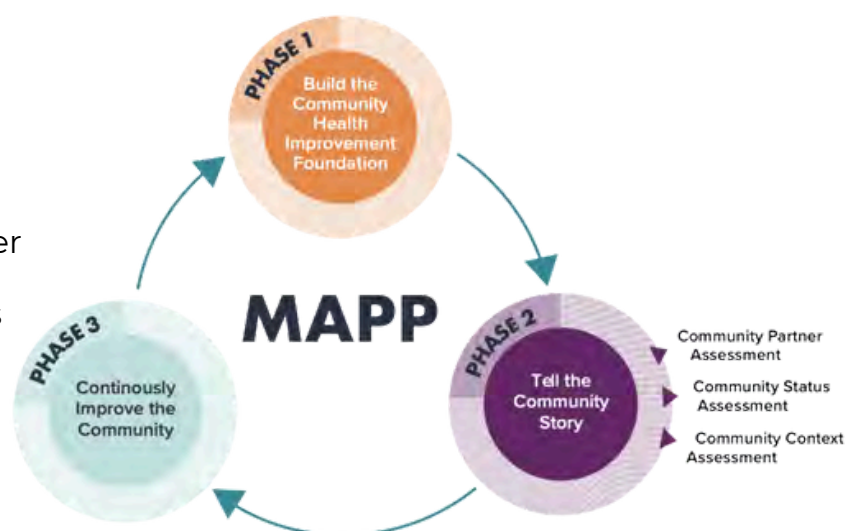 PHASE 1
Build the
Community
Health
Improvement
Foundation
er
s
MAPP
PHASE 2
Tell the
Community
Story
Community Partner
Assessment
Community Status
Assessment
Community Context
Assessment
PHASE 3
Continously
Improve the
Community